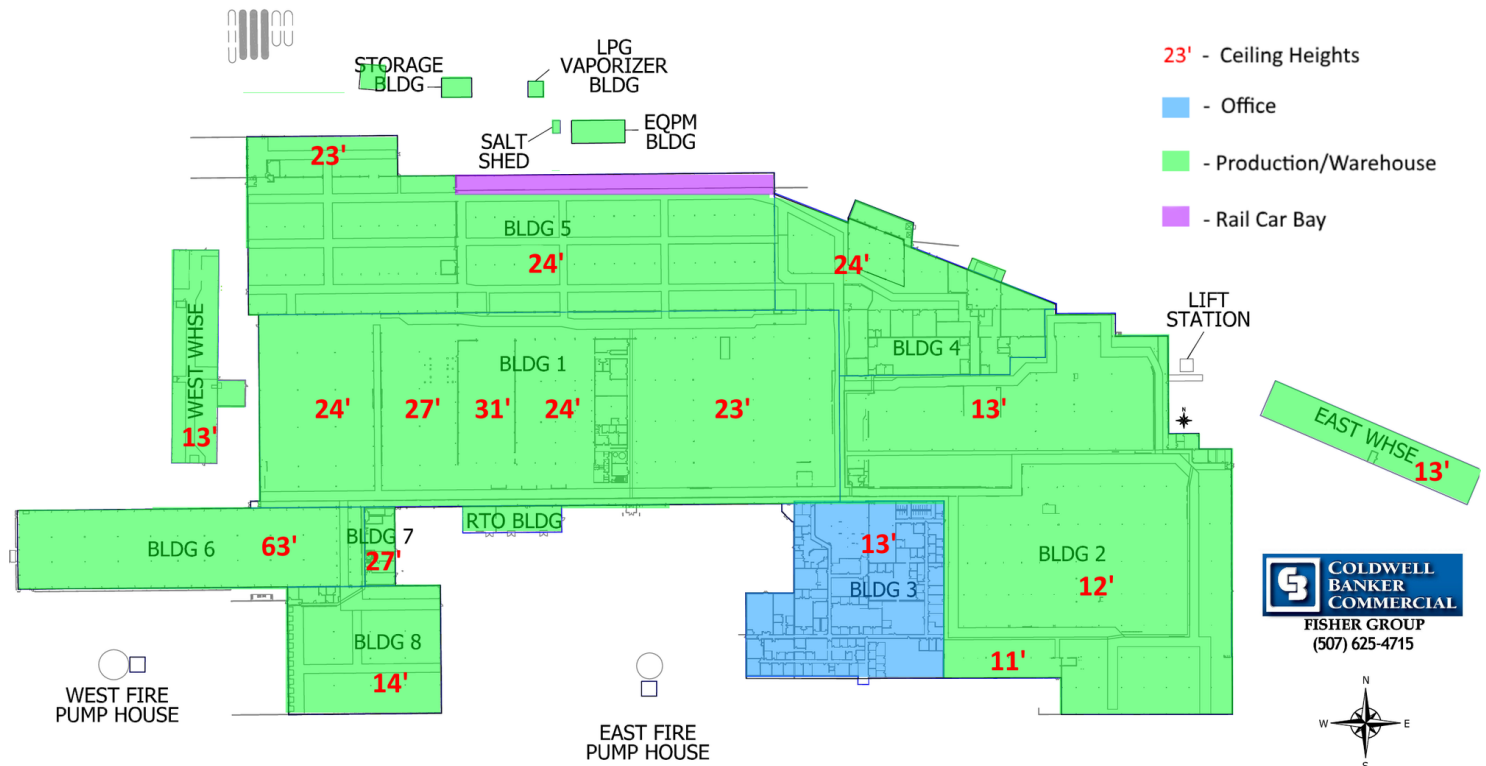 LPG
VAPORIZER
BLDG
STORAGE
BLDG
SALT
SHED
EQPM
BLDG
23' - Ceiling Heights
- Office
- Production/Warehouse
- Rail Car Bay
23'
BLDG 5
24'
24'
LIFT
STATION
WEST WHSE
13'
BLDG 1
24'
27'
31'
24'
23'
BLDG 4
13'
N
EAST WHSE
13'
BLDG 6
63'
BLDG 7
27'
RTO BLDG
13'
BLDG 3
BLDG 2
12'
11'
BLDG 8
14'
WEST FIRE
PUMP HOUSE
EAST FIRE
PUMP HOUSE
CB
COLDWELL
BANKER
COMMERCIAL
FISHER GROUP
(507) 625-4715
N
W
E
S